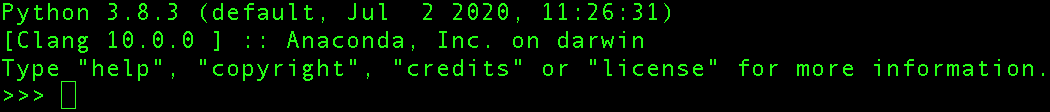 Python 3.8.3 (default, Jul  2 2020, 11:26:31)
[Clang 10.0.0 ] :: Anaconda, Inc. on darwin
Type "help", "copyright", "credits" or "license" for more information.
>>>